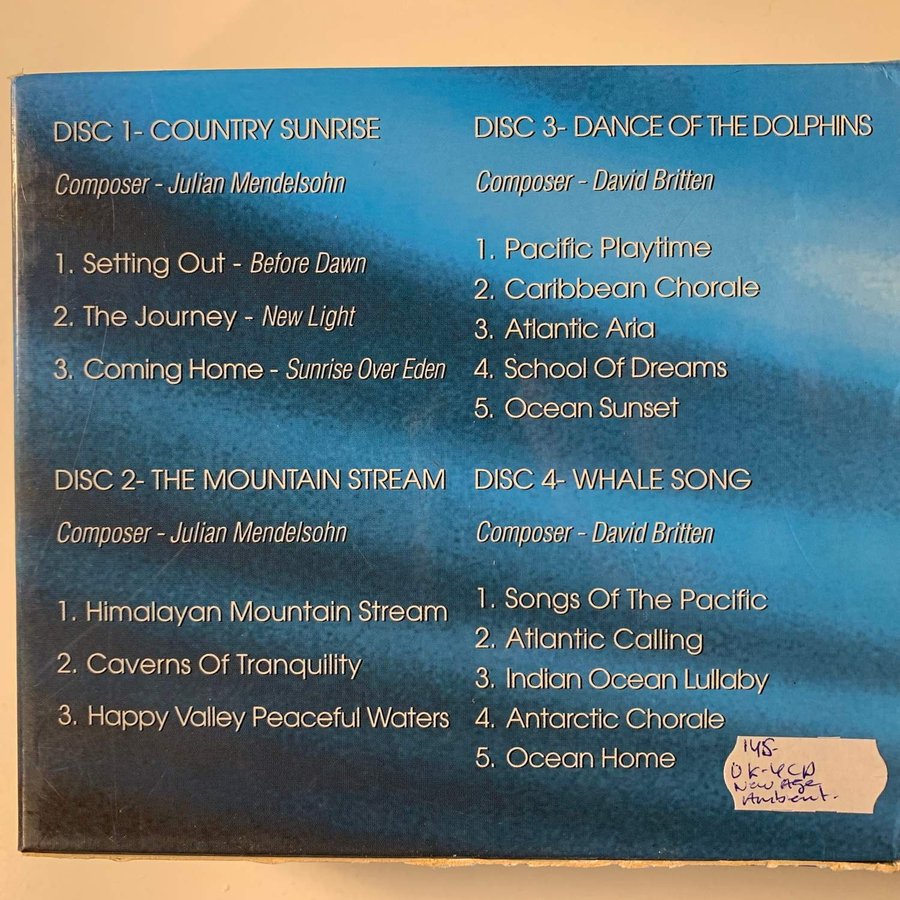 DISC 1- COUNTRY SUNRISE
Composer - Julian Mendelsohn
1. Setting Out - Before Dawn
2. The Journey - New Light
3. Coming Home - Sunrise Over Eden
DISC 2- THE MOUNTAIN STREAM
Composer - Julian Mendelsohn
1. Himalayan Mountain Stream
2. Caverns Of Tranquility
3. Happy Valley Peaceful Waters
DISC 3- DANCE OF THE DOLPHINS
Composer - David Britten
1. Pacific Playtime
2. Caribbean Chorale
3. Atlantic Aria
4. School Of Dreams
5. Ocean Sunset
DISC 4- WHALE SONG
Composer - David Britten
1. Songs Of The Pacific
2. Atlantic Calling
3. Indian Ocean Lullaby
4. Antarctic Chorale
5. Ocean Home
145-
UK-4CD
New Age,
Ambient.